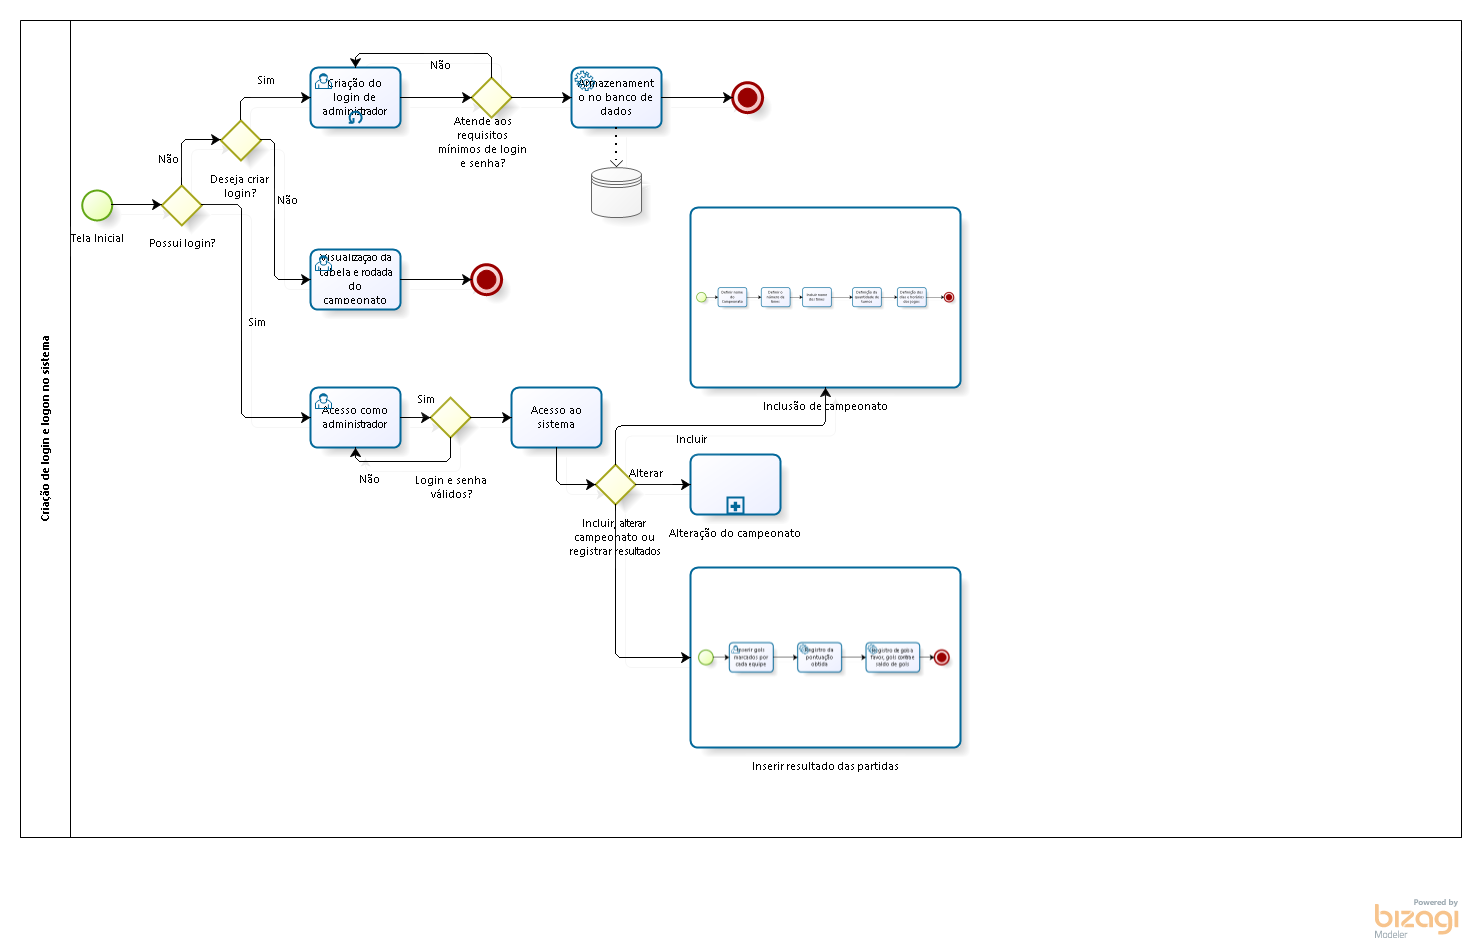 Criação de login e logon no sistema
Tela Inicial
Possui login?
Não
Sim
Deseja criar
login?
Sim
Não
Criação do
login de
administrador
Não
Atende aos
requisitos
mínimos de login
e senha?
Armazenament
o no banco de
dados
Visualização da
tabela e rodada
do
campeonato
Acesso como
administrador
Sim
Não
Login e senha
válidos?
Acesso ao
sistema
Incluir, alterar
campeonato ou
registrar resultados
Incluir
Alterar
Definir nome
do
campeonato
Definir o
número de
times
Incluir nome
dos times
Definição da
quantidade de
turnos
Definição dos
dias e horários
dos jogos
Inclusão de campeonato
Alteração do campeonato
Inserir gols
marcados por
cada equipe
Registro da
pontuação
obtida
Registro de gols a
favor, gols contra e
saldo de gols
Inserir resultado das partidas
Powered by
bizagi
Modeler